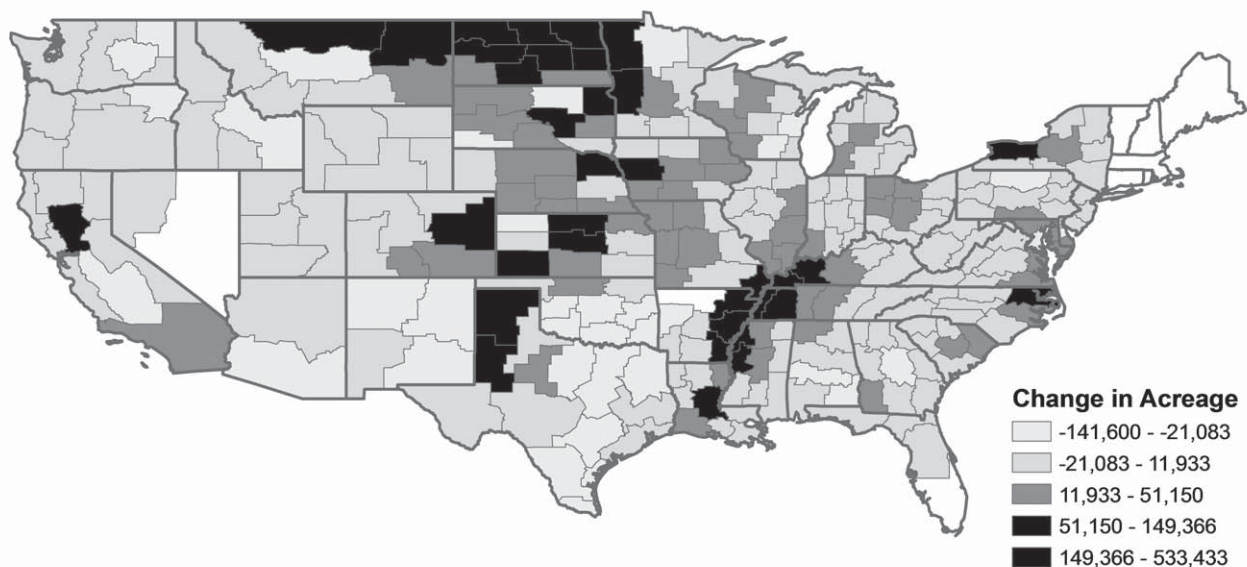 Change in Acreage
-141,600 - -21,083
-21,083 - 11,933
11,933 - 51,150
51,150 - 149,366
149,366 - 533,433